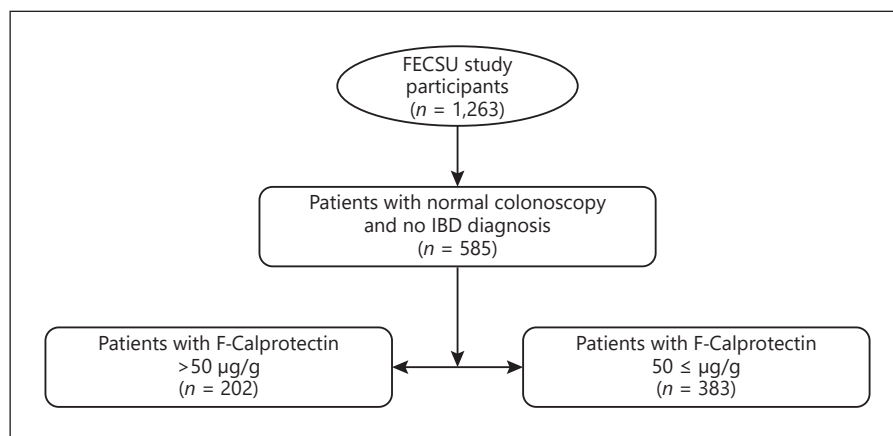 FECSU study
participants
(n = 1,263)
Patients with normal colonoscopy
and no IBD diagnosis
(n = 585)
Patients with F-Calprotectin
>50 µg/g
(n = 202)
Patients with F-Calprotectin
50 ≤ µg/g
(n = 383)